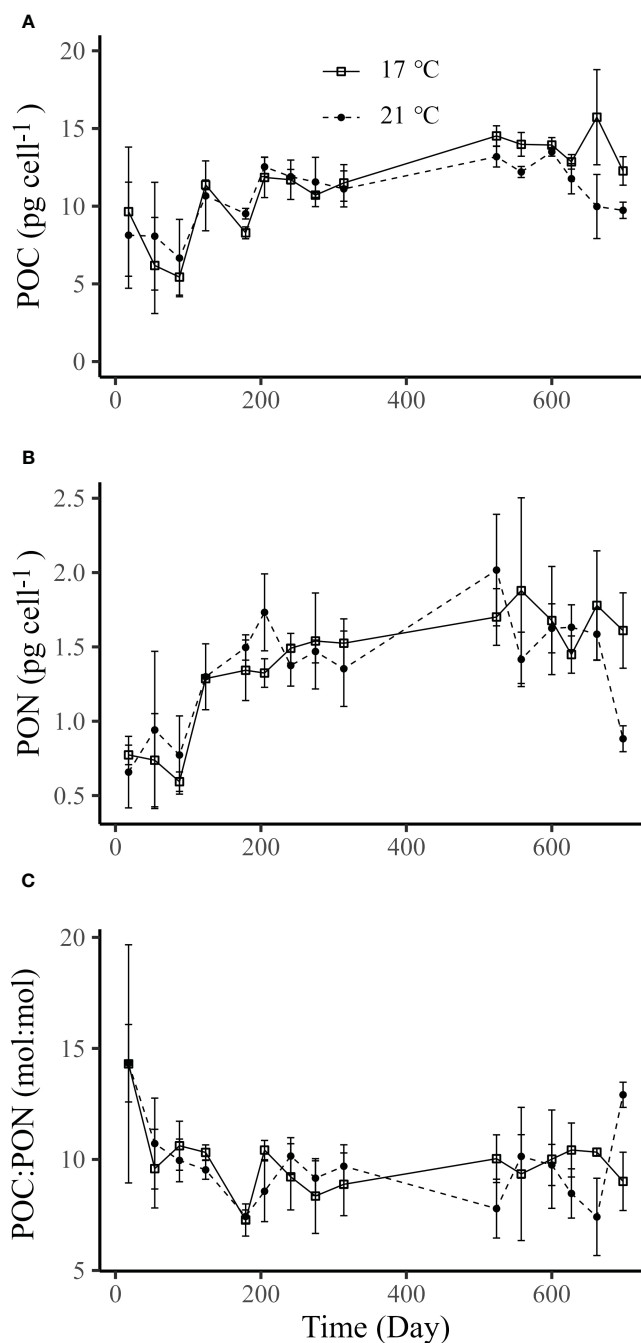 A
20
15
10
5
0
POC (pg cell-1)
17 °C
21 °C
0 200 400 600
B
2.5
2.0
1.5
1.0
0.5
PON (pg cell-1 )
0 200 400 600
C
20
15
10
5
POC:PON (mol:mol)
0 200 400 600
Time (Day)